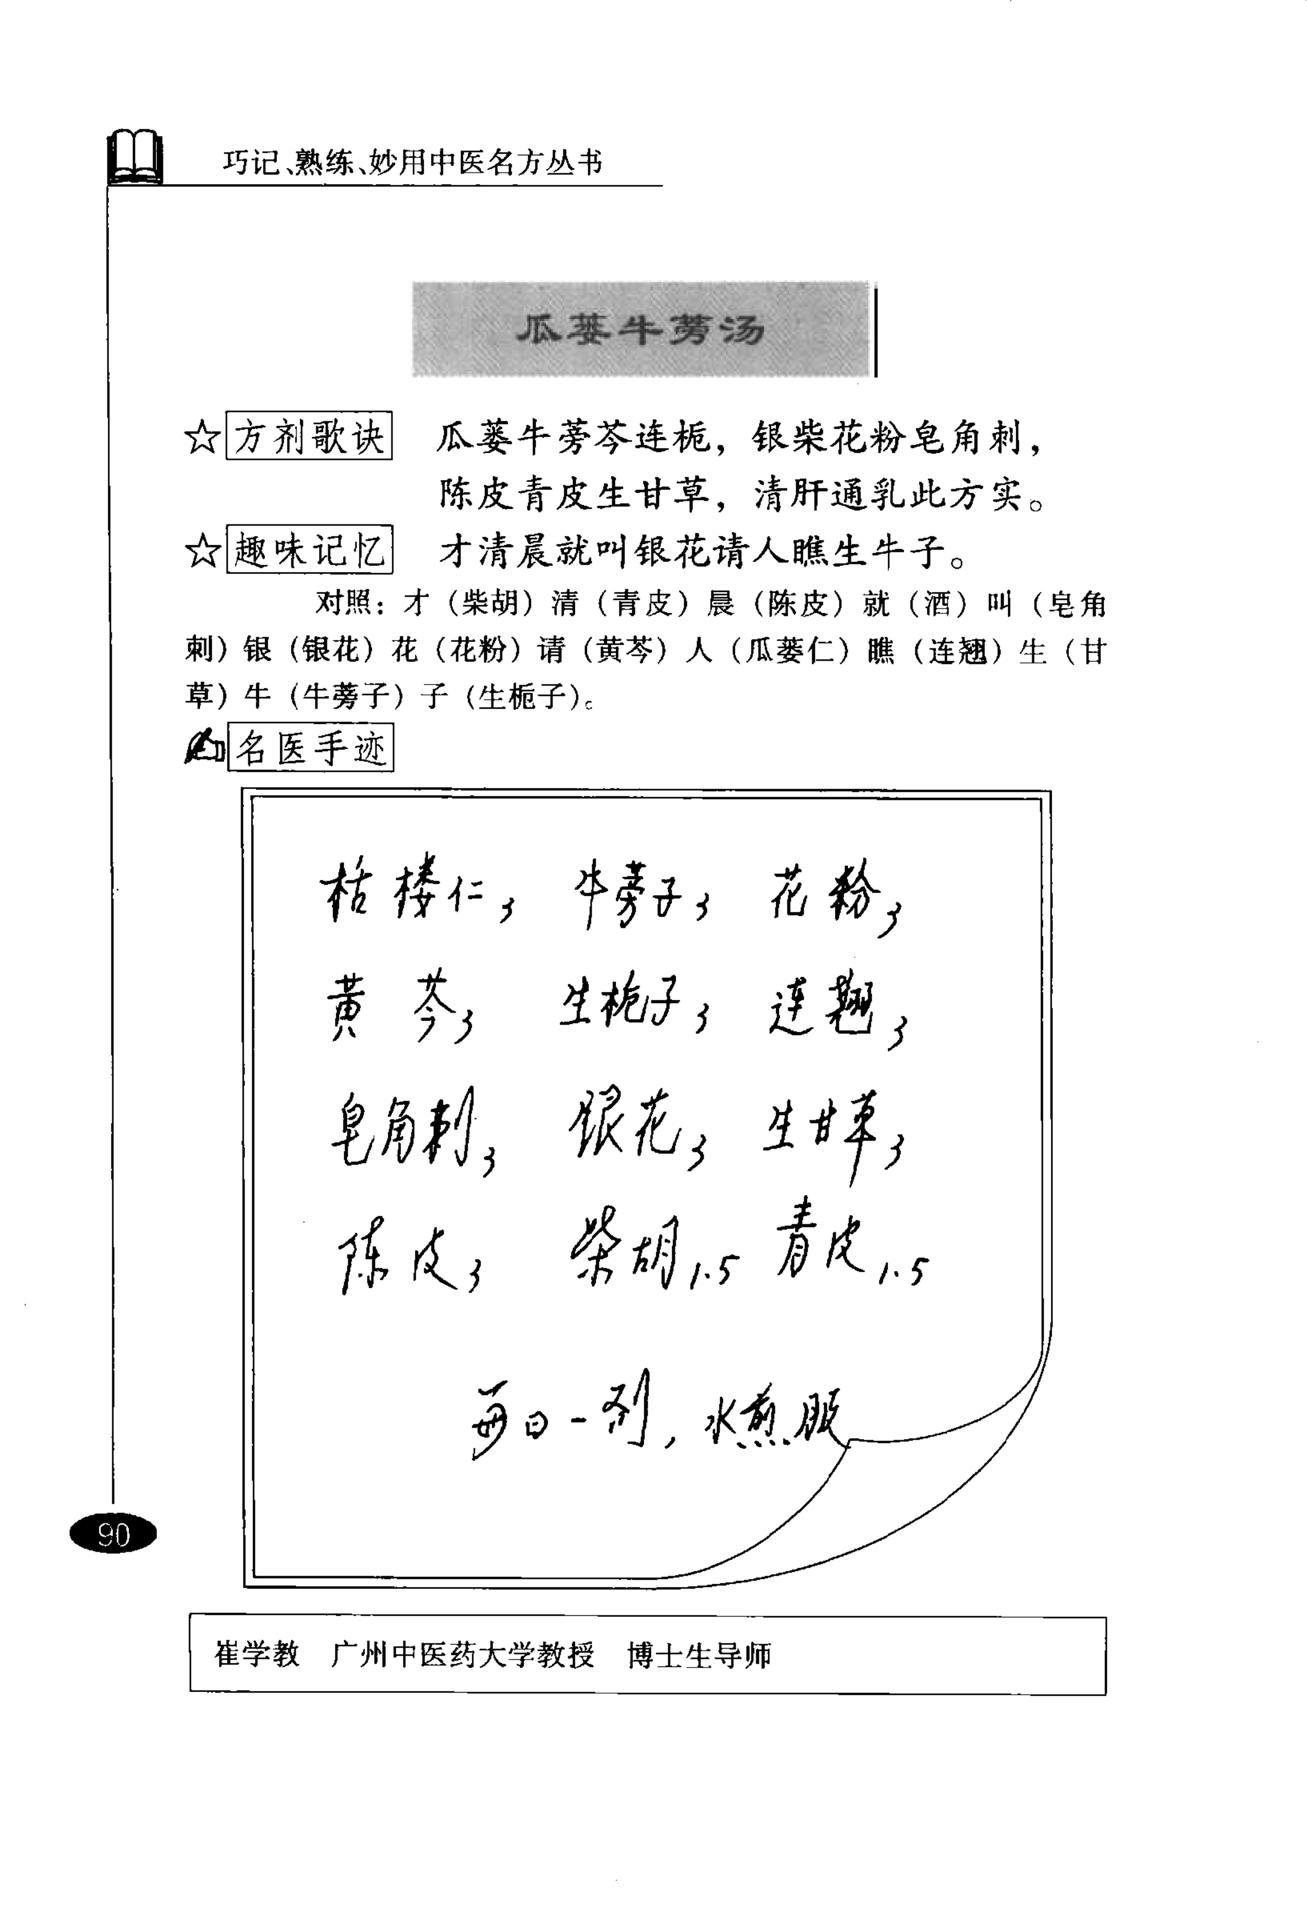 巧记、熟练、妙用中医名方丛书
瓜蒌牛蒡汤
☆方剂歌诀 瓜蒌牛蒡芩连栀，银柴花粉皂角刺，
陈皮青皮生甘草，清肝通乳此方实。
☆趣味记忆 才清晨就叫银花请人瞧生牛子。
对照：才（柴胡）清（青皮）晨（陈皮）就（酒）叫（皂角
刺）银（银花）花（花粉）请（黄芩）人（瓜蒌仁）瞧（连翘）生（甘
草）牛（牛蒡子）子（生栀子）。
名医手迹
栝楼仁3 牛蒡子3 花粉3
黄芩3 生栀子3 连翘3
皂角刺3 银花3 生甘草3
陈皮3 柴胡1.5 青皮1.5
每日一剂，水煎服
90
崔学教 广州中医药大学教授 博士生导师